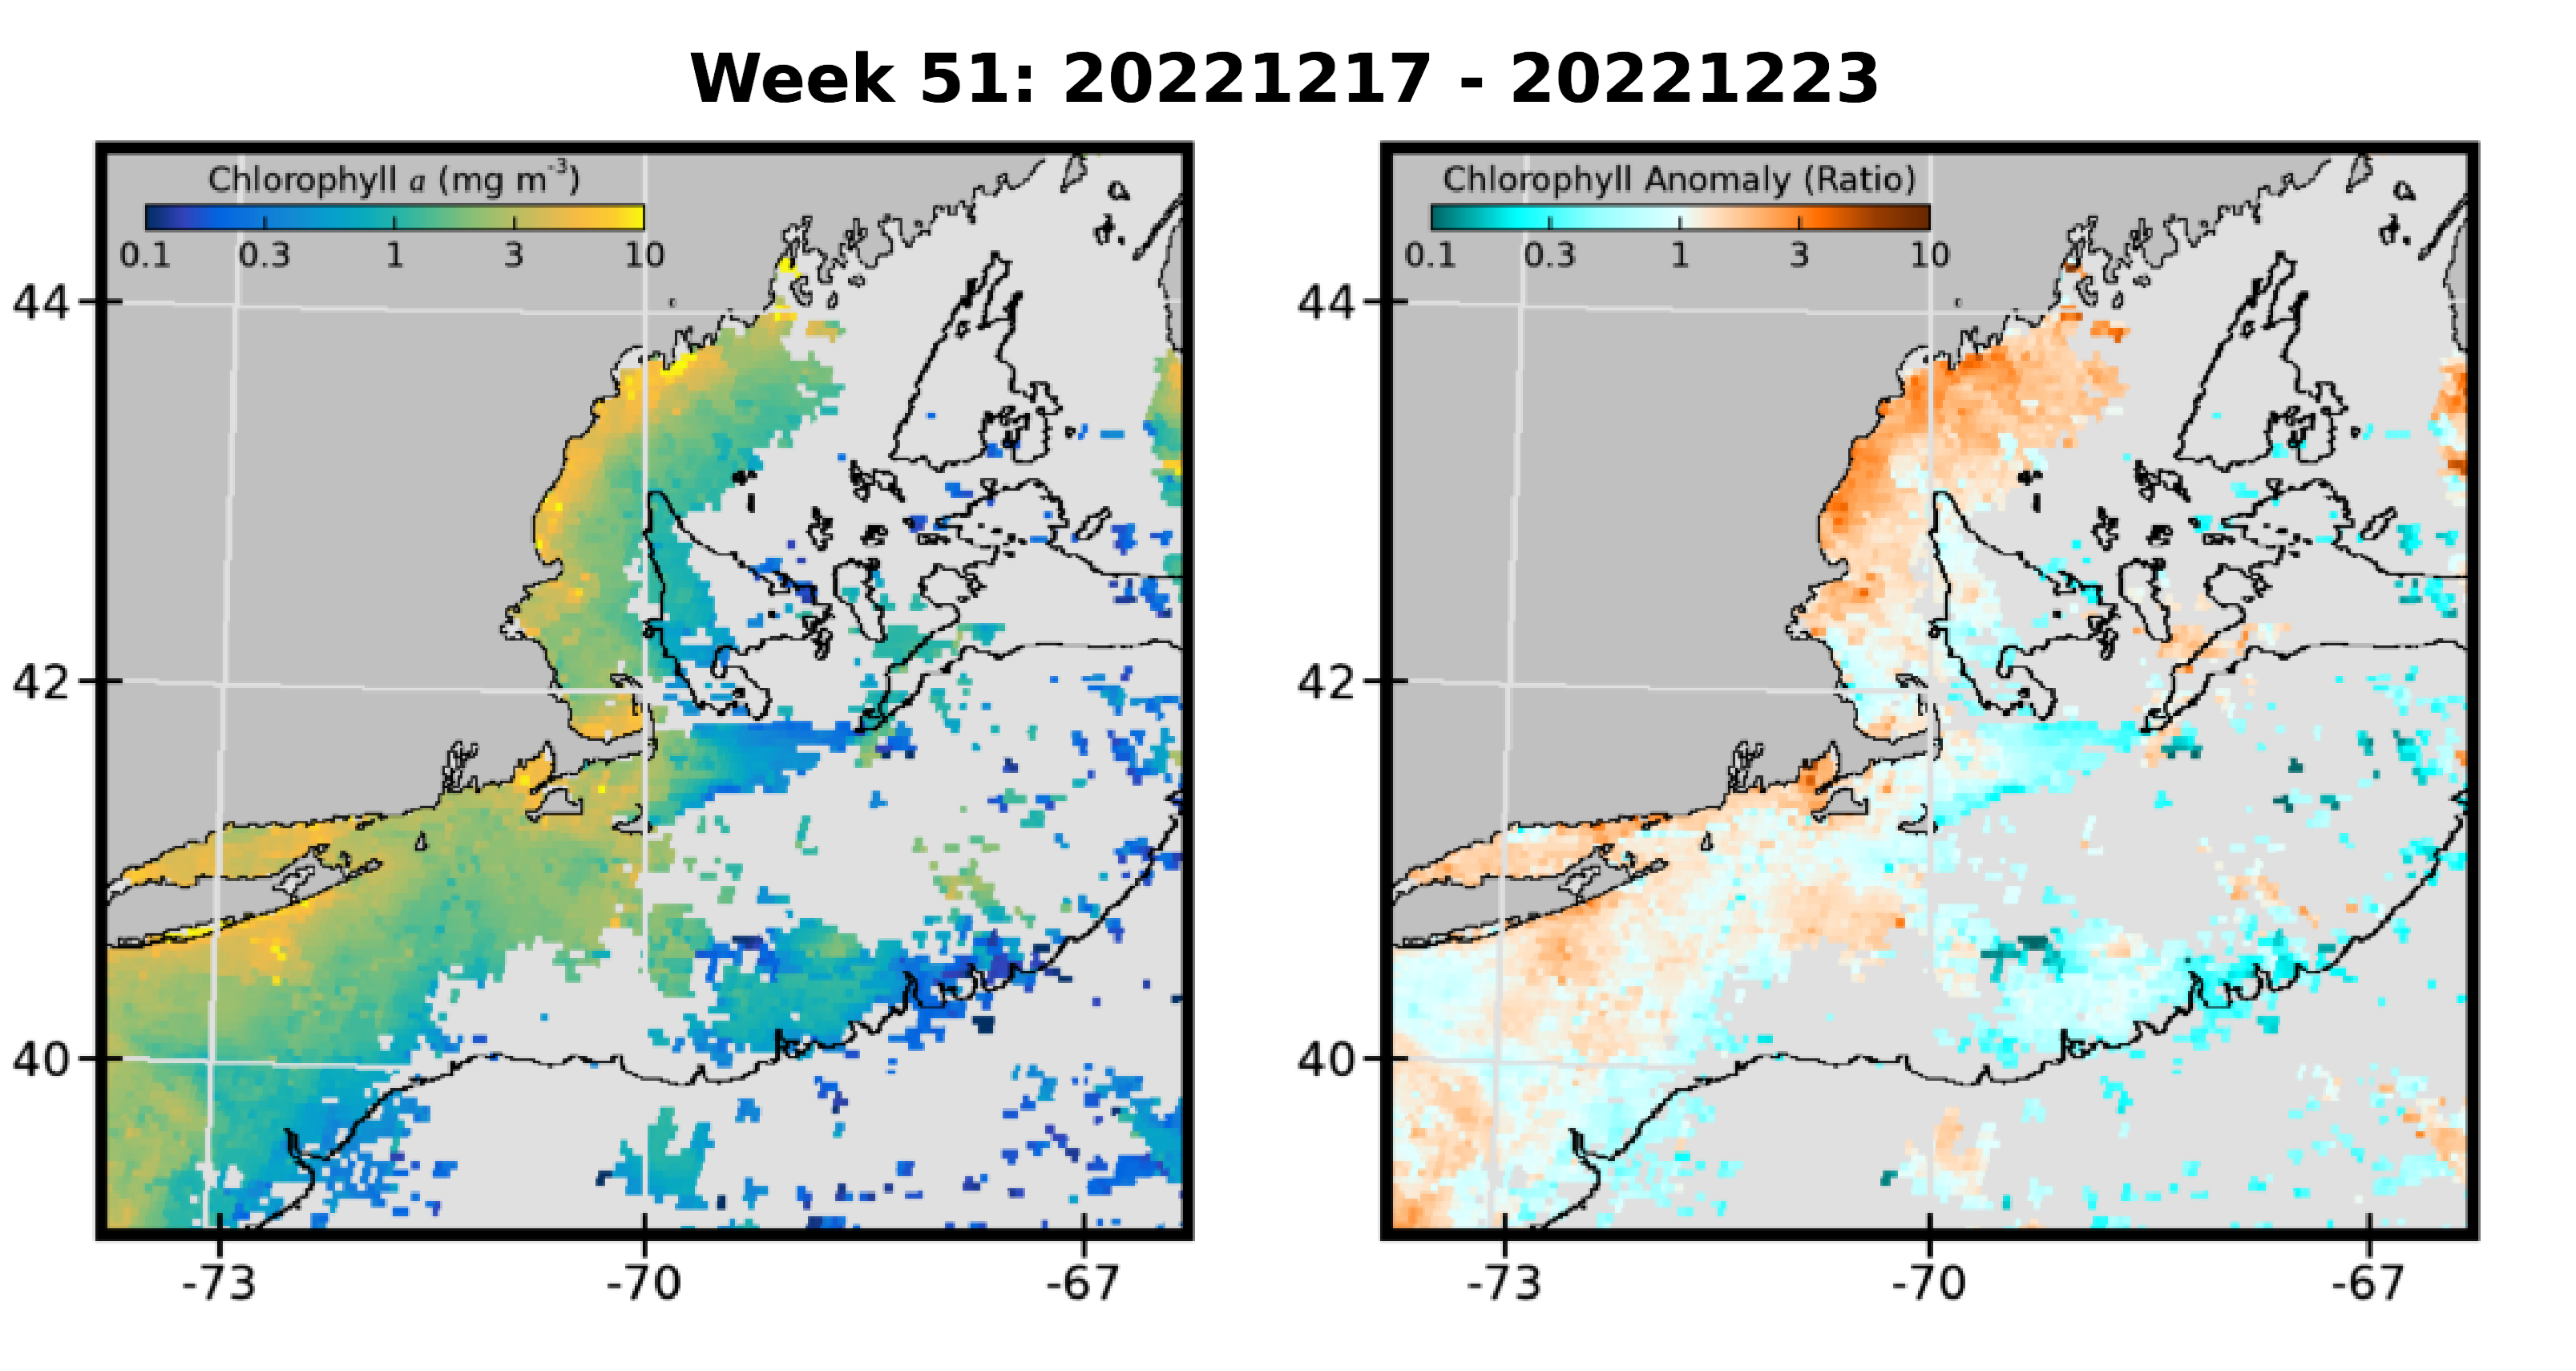 Week 51: 20221217 - 20221223
Chlorophyll a (mg m-3)
0.1 0.3 1 3 10
44
42
40
-73 -70 -67
Chlorophyll Anomaly (Ratio)
0.1 0.3 1 3 10
44
42
40
-73 -70 -67